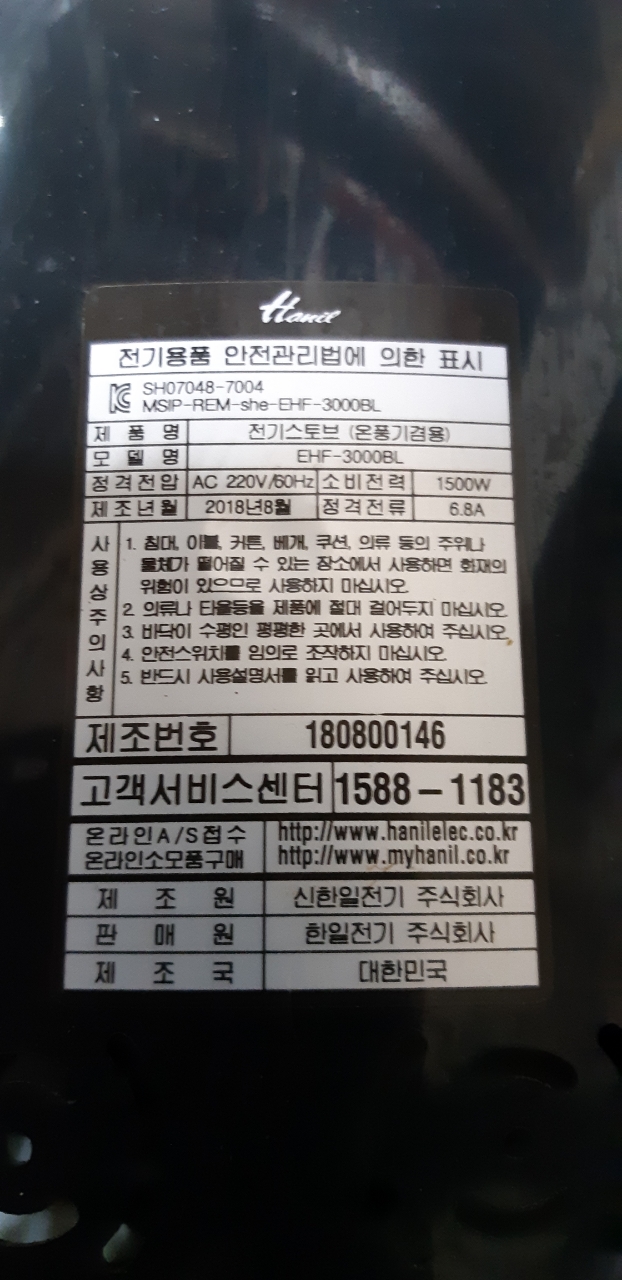 Hanil
전기용품 안전관리법에 의한 표시
SH07048-7004
MSIP-REM-she-EHF-3000BL
제 품 명 전기스토브 (온풍기겸용)
모 델 명 EHF-3000BL
정격전압 AC 220V/60Hz 소비전력 1500W
제조년월 2018년8월 정격전류 6.8A
사용상주의사항
1. 침대, 이불, 커튼, 베개, 쿠션, 의류 등의 주위나
물체가 떨어질 수 있는 장소에서 사용하면 화재의
위험이 있으므로 사용하지 마십시오.
2. 의류나 타올등을 제품에 절대 걸어두지 마십시오.
3. 바닥이 수평인 평평한 곳에서 사용하여 주십시오.
4. 안전스위치를 임의로 조작하지 마십시오.
5. 반드시 사용설명서를 읽고 사용하여 주십시오.
제조번호 180800146
고객서비스센터 1588-1183
온라인A/S접수 http://www.hanilelec.co.kr
온라인소모품구매 http://www.myhanil.co.kr
제 조 원 신한일전기 주식회사
판 매 원 한일전기 주식회사
제 조 국 대한민국